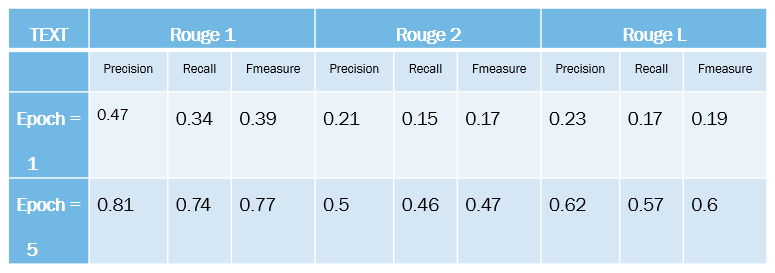 TEXT Rouge 1 Rouge 2 Rouge L
Precision Recall Fmeasure Precision Recall Fmeasure Precision Recall Fmeasure
Epoch = 0.47 0.34 0.39 0.21 0.15 0.17 0.23 0.17 0.19
1
Epoch = 0.81 0.74 0.77 0.5 0.46 0.47 0.62 0.57 0.6
5